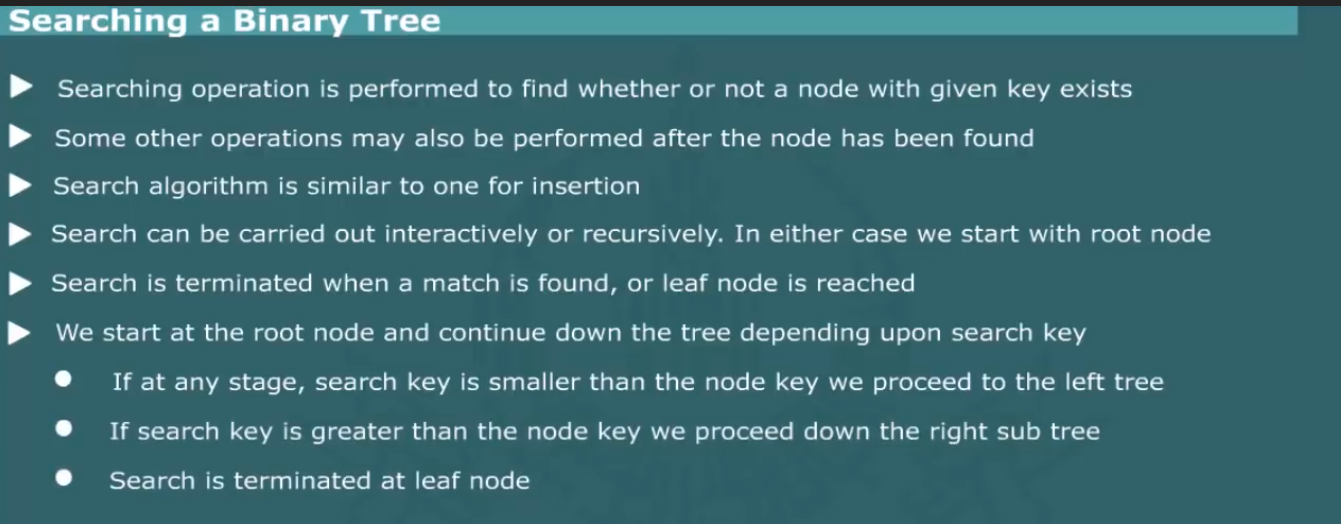 Searching a Binary Tree
Searching operation is performed to find whether or not a node with given key exists
Some other operations may also be performed after the node has been found
Search algorithm is similar to one for insertion
Search can be carried out interactively or recursively. In either case we start with root node
Search is terminated when a match is found, or leaf node is reached
We start at the root node and continue down the tree depending upon search key
If at any stage, search key is smaller than the node key we proceed to the left tree
If search key is greater than the node key we proceed down the right sub tree
Search is terminated at leaf node